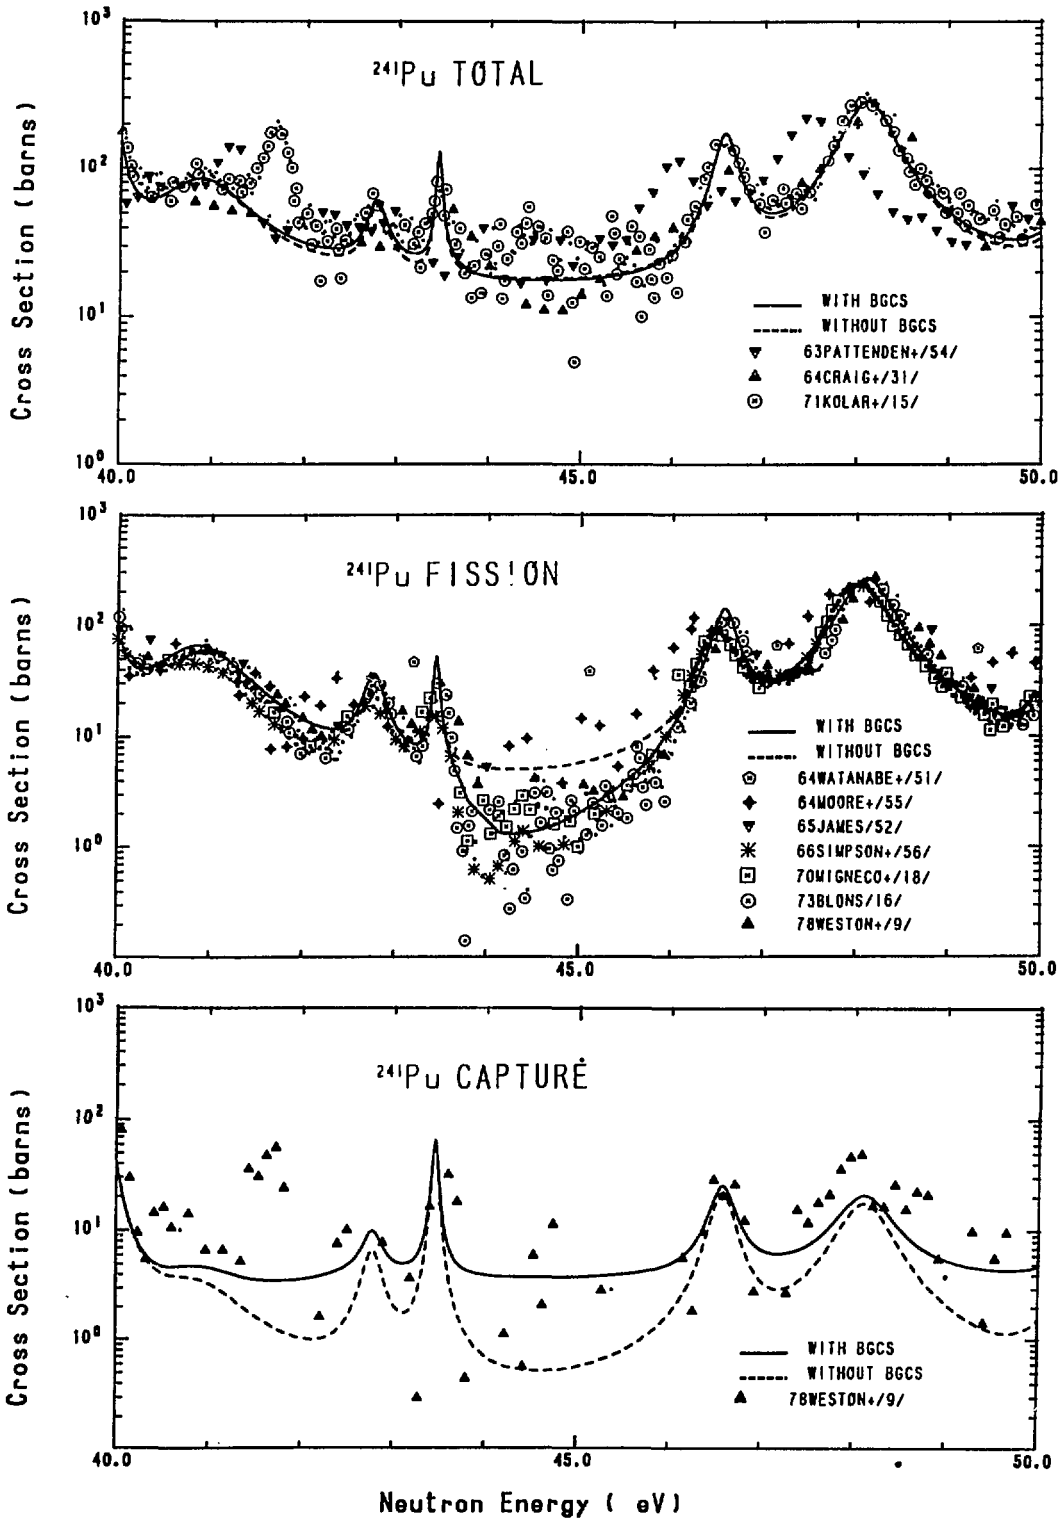 ²⁴¹Pu TOTAL
Cross Section (barns)
10³
10²
10¹
10⁰
40.0 45.0 50.0
WITH BGCS
WITHOUT BGCS
63PATTENDEN+/54/
64CRAIG+/31/
71KOLAR+/15/
²⁴¹Pu FISSION
Cross Section (barns)
10³
10²
10¹
10⁰
40.0 45.0 50.0
WITH BGCS
WITHOUT BGCS
64WATANABE+/51/
64MOORE+/55/
65JAMES/52/
66SIMPSON+/56/
70MIGNECO+/18/
73BLONS/16/
78WESTON+/9/
²⁴¹Pu CAPTURE
Cross Section (barns)
10³
10²
10¹
10⁰
40.0 45.0 50.0
WITH BGCS
WITHOUT BGCS
78WESTON+/9/
Neutron Energy ( eV)